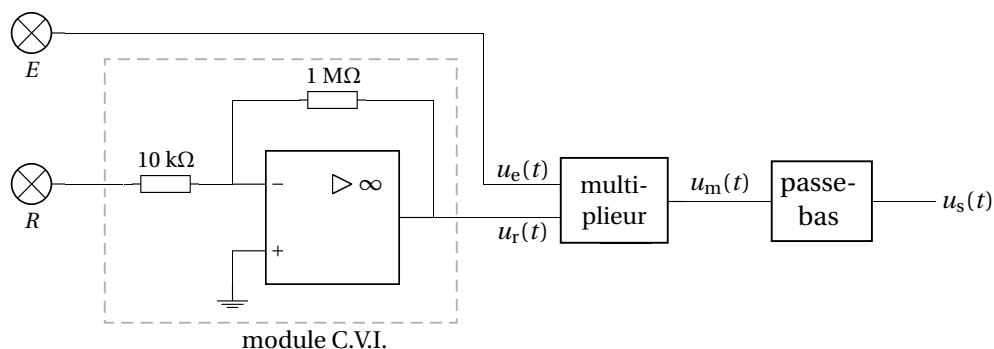 E
1 MΩ
10 kΩ
R
−
▷ ∞
+
u_e(t)
u_r(t)
multi-
plieur
u_m(t)
passe-
bas
u_s(t)
module C.V.I.